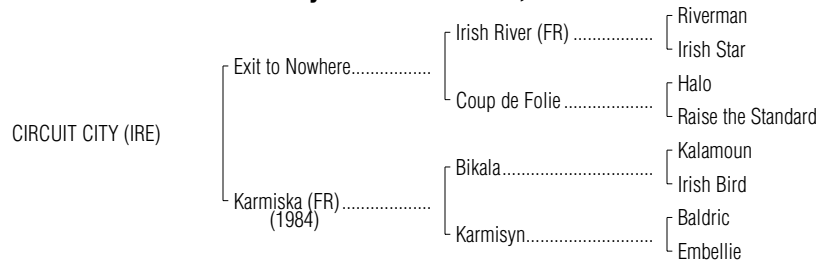 Riverman
Irish River (FR) ..................
Irish Star
Exit to Nowhere..................
Halo
Coup de Folie ..................
Raise the Standard
CIRCUIT CITY (IRE)
Kalamoun
Bikala..............................
Irish Bird
Karmiska (FR) ....................
(1984)
Baldric
Karmisyn.........................
Embellie